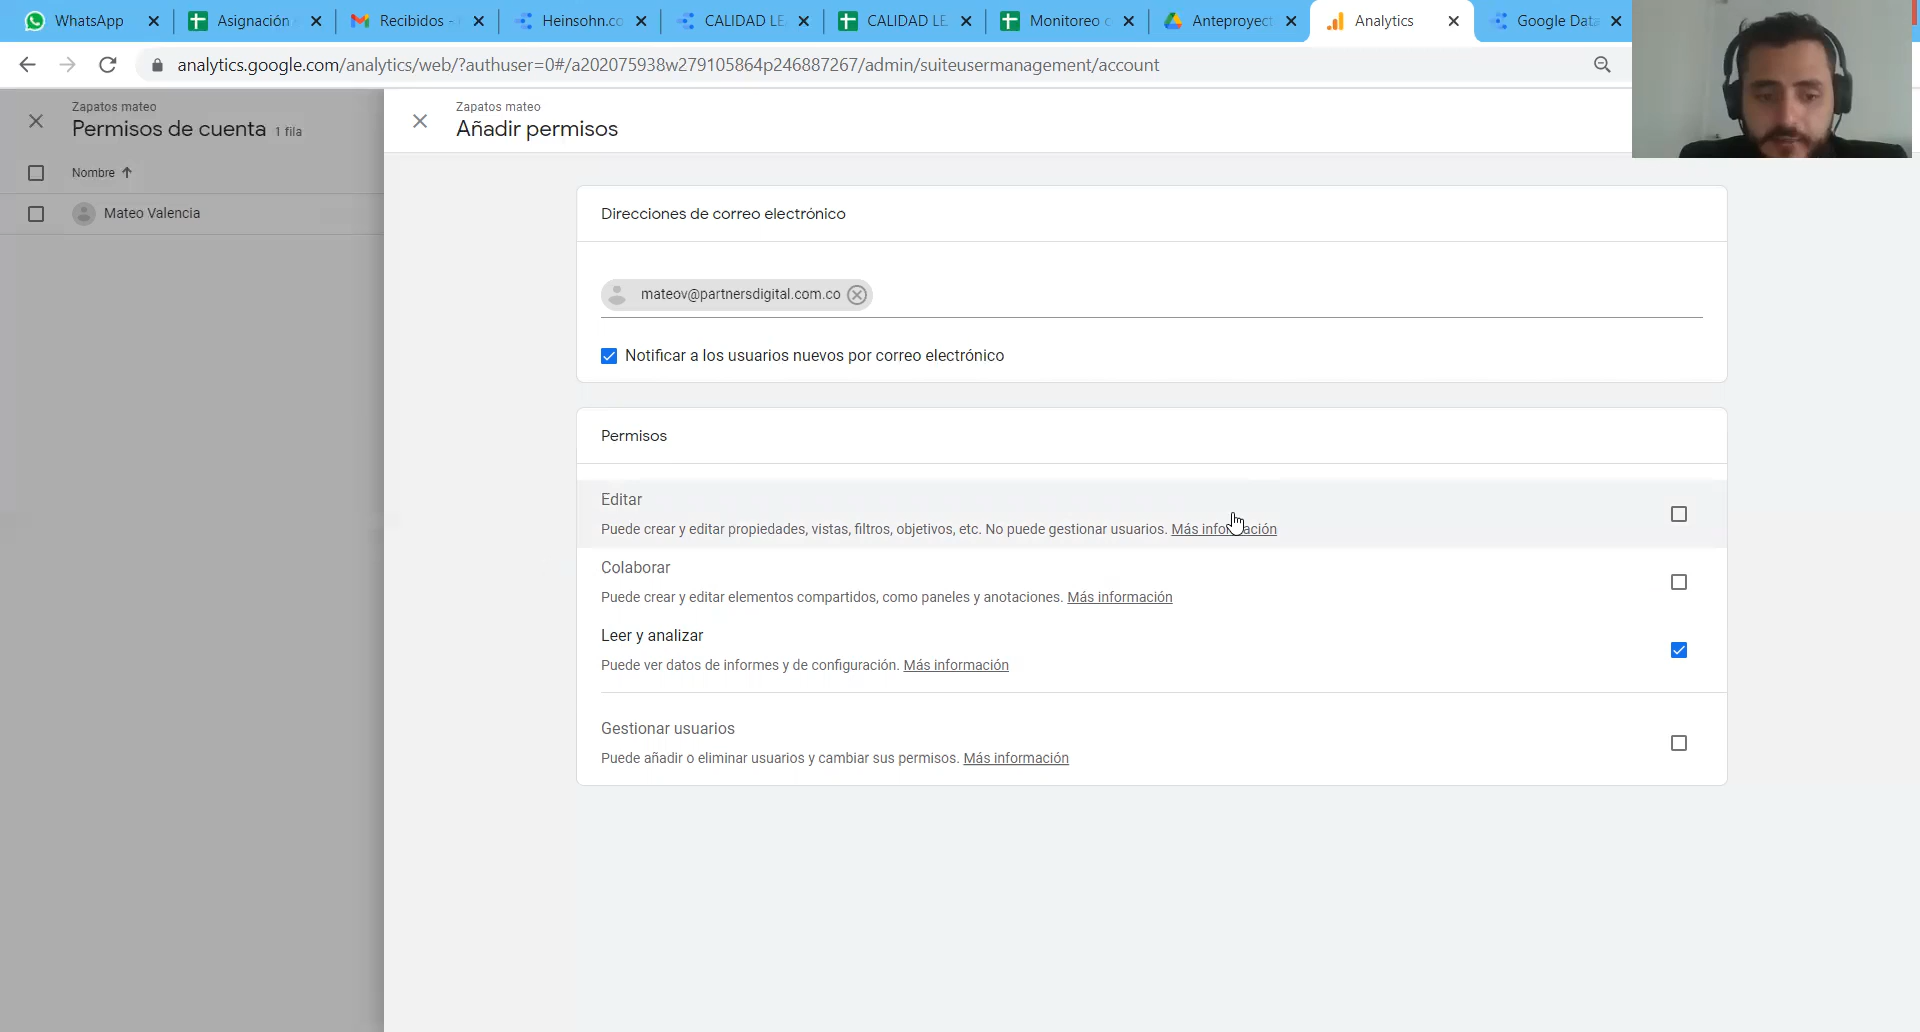 WhatsApp
Asignación
Recibidos -
Heinsohn.co
CALIDAD LE
CALIDAD LE
Monitoreo
Anteproyect
Analytics
Google Data
analytics.google.com/analytics/web/?authuser=0#/a202075938w279105864p246887267/admin/suiteusermanagement/account
Zapatos mateo
Permisos de cuenta 1 fila
Nombre
Mateo Valencia
Zapatos mateo
Añadir permisos
Direcciones de correo electrónico
mateov@partnersdigital.com.co
Notificar a los usuarios nuevos por correo electrónico
Permisos
Editar
Puede crear y editar propiedades, vistas, filtros, objetivos, etc. No puede gestionar usuarios. Más información
Colaborar
Puede crear y editar elementos compartidos, como paneles y anotaciones. Más información
Leer y analizar
Puede ver datos de informes y de configuración. Más información
Gestionar usuarios
Puede añadir o eliminar usuarios y cambiar sus permisos. Más información